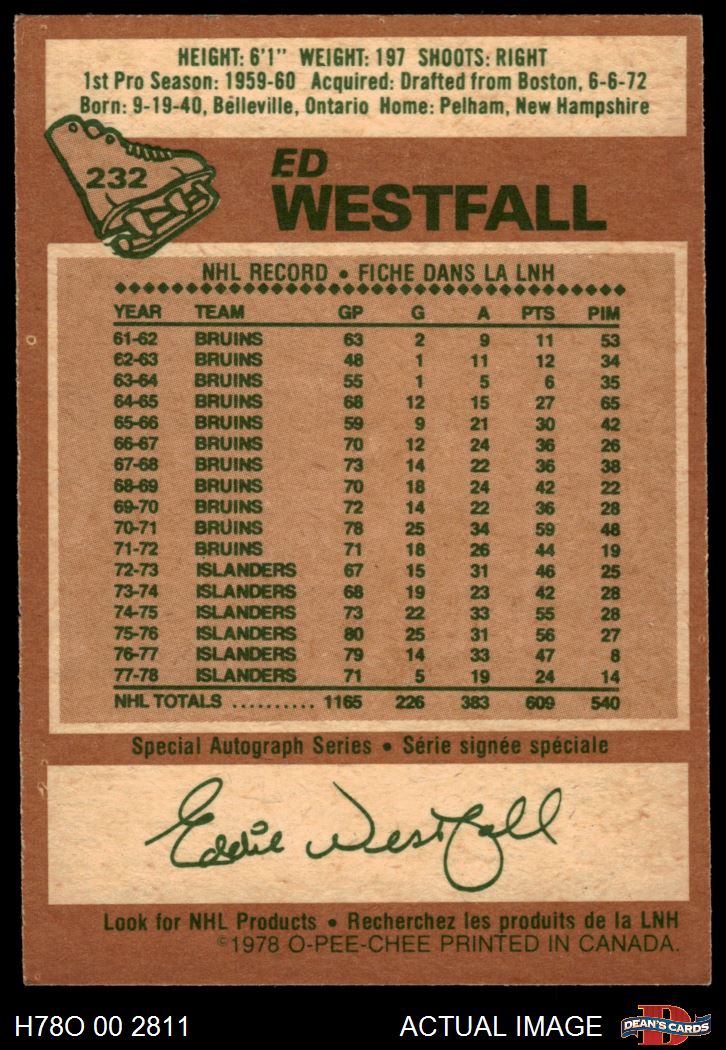 HEIGHT: 6'1" WEIGHT: 197 SHOOTS: RIGHT
1st Pro Season: 1959-60 Acquired: Drafted from Boston, 6-6-72
Born: 9-19-40, Belleville, Ontario Home: Pelham, New Hampshire
232
ED
WESTFALL
NHL RECORD • FICHE DANS LA LNH
YEAR TEAM GP G A PTS PIM
61-62 BRUINS 63 2 9 11 53
62-63 BRUINS 48 1 11 12 34
63-64 BRUINS 55 1 5 6 35
64-65 BRUINS 68 12 15 27 65
65-66 BRUINS 59 9 21 30 42
66-67 BRUINS 70 12 24 36 26
67-68 BRUINS 73 14 22 36 38
68-69 BRUINS 70 18 24 42 22
69-70 BRUINS 72 14 22 36 28
70-71 BRUINS 78 25 34 59 48
71-72 BRUINS 71 18 26 44 19
72-73 ISLANDERS 67 15 31 46 25
73-74 ISLANDERS 68 19 23 42 28
74-75 ISLANDERS 73 22 33 55 28
75-76 ISLANDERS 80 25 31 56 27
76-77 ISLANDERS 79 14 33 47 8
77-78 ISLANDERS 71 5 19 24 14
NHL TOTALS .......... 1165 226 383 609 540
Special Autograph Series • Série signée spéciale
Eddie Westfall
Look for NHL Products • Recherchez les produits de la LNH
©1978 O-PEE-CHEE PRINTED IN CANADA.
H78O 00 2811 ACTUAL IMAGE
D
DEAN'S CARDS